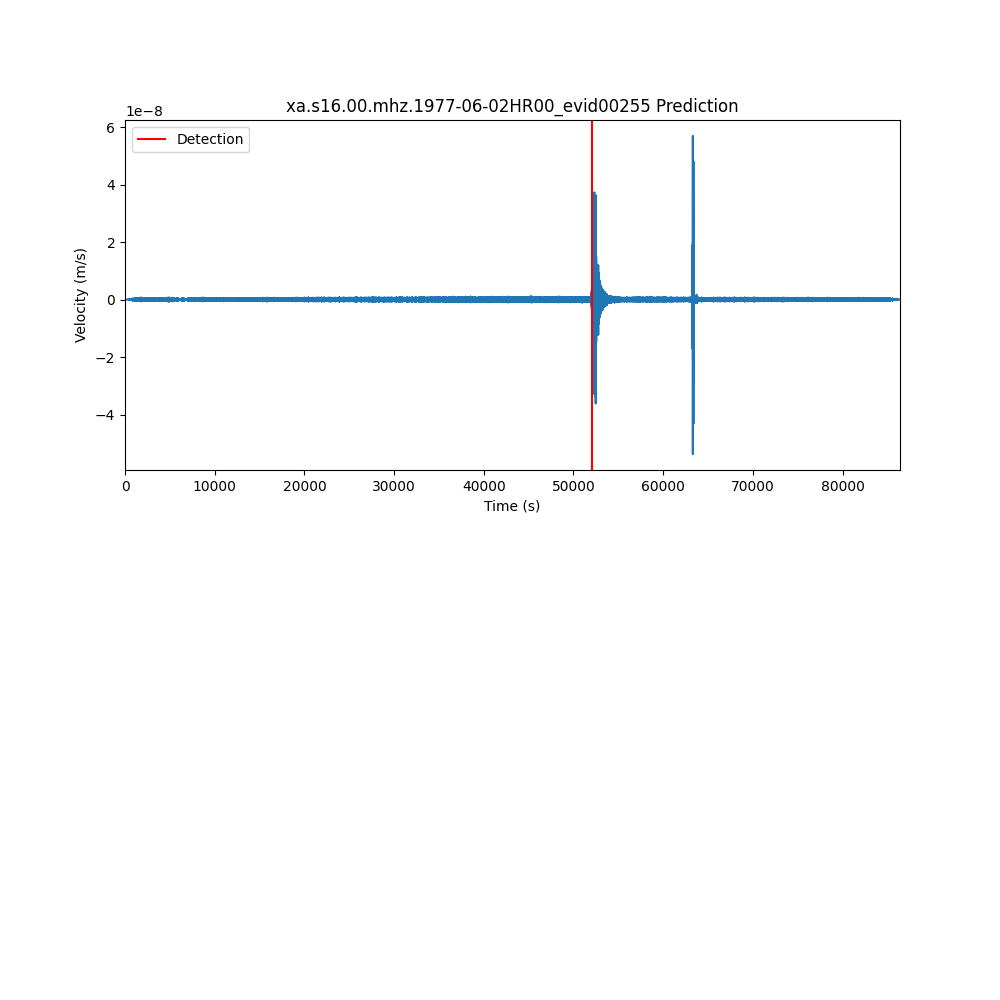 xa.s16.00.mhz.1977-06-02HR00_evid00255 Prediction
1e−8
Detection
6
4
2
0
−2
−4
Velocity (m/s)
0 10000 20000 30000 40000 50000 60000 70000 80000
Time (s)